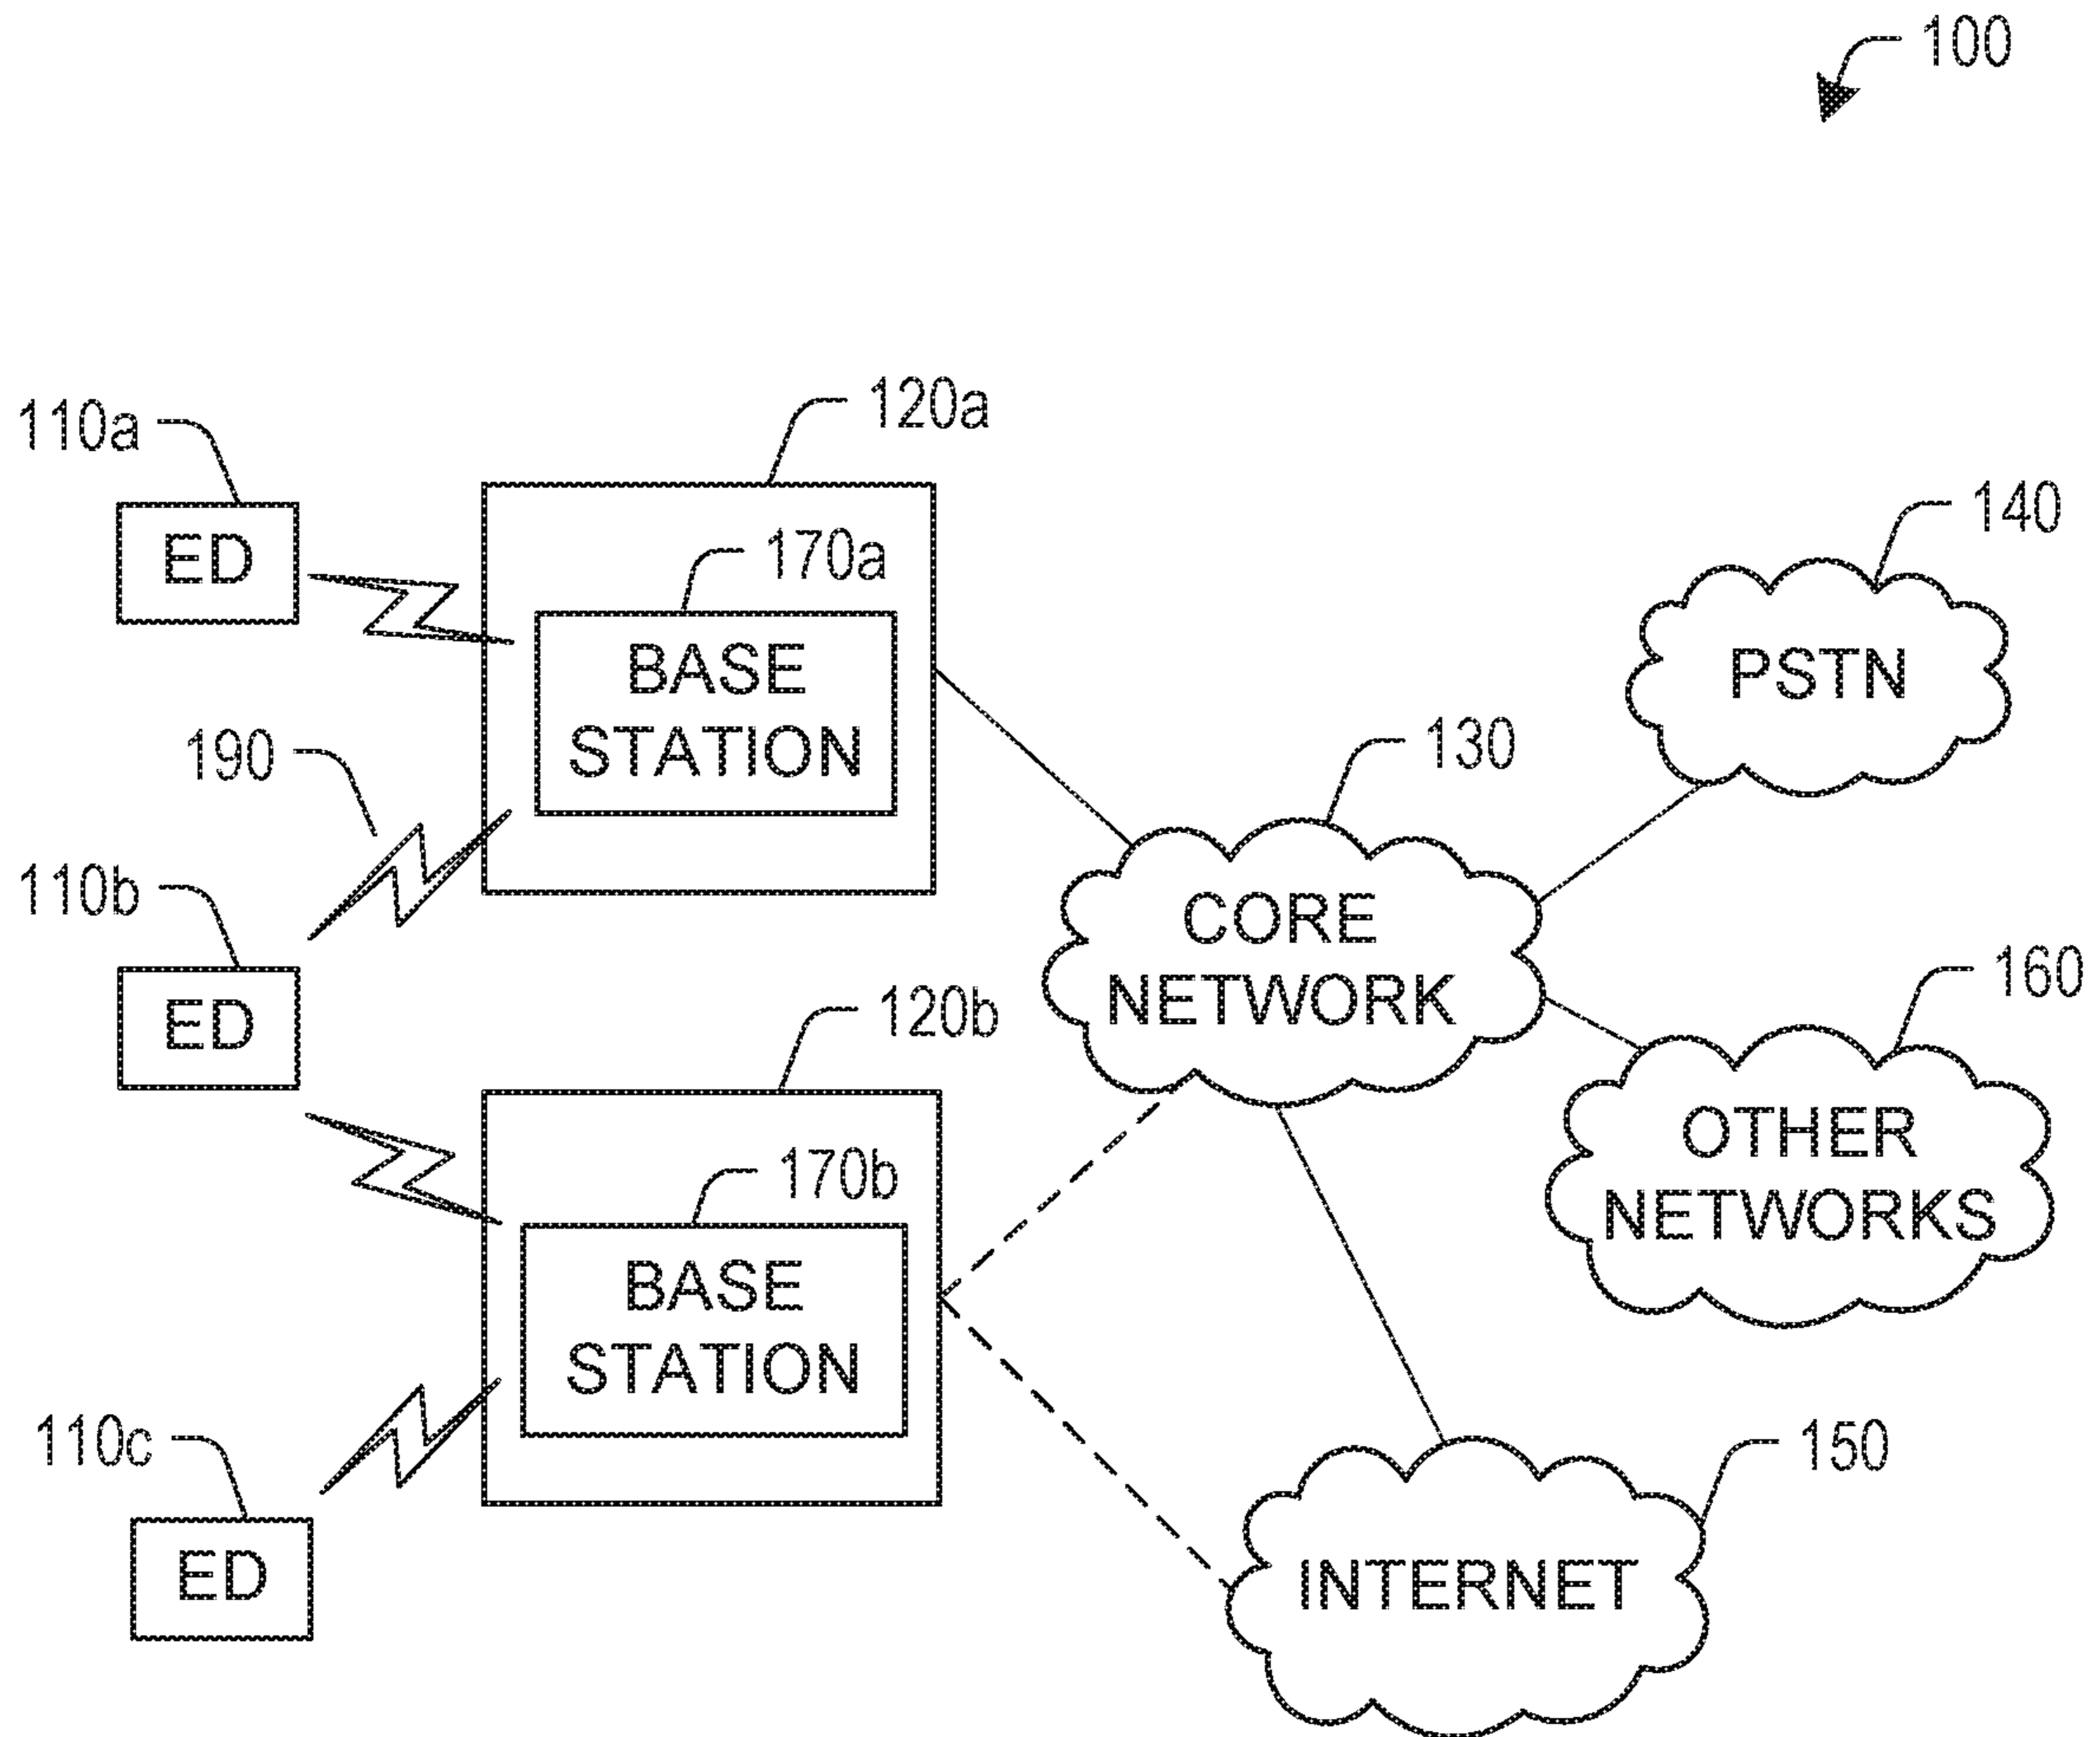 100
120a
110a
ED
170a
BASE
STATION
140
PSTN
190
130
CORE
NETWORK
110b
ED
120b
160
OTHER
NETWORKS
170b
BASE
STATION
110c
ED
150
INTERNET